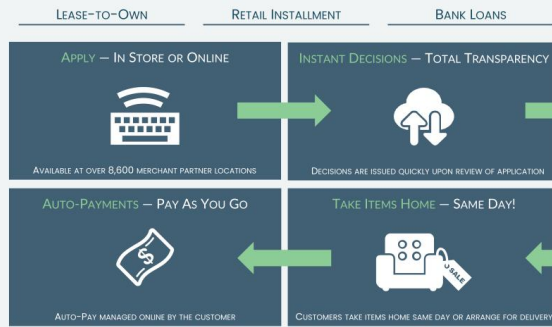 LEASE-TO-OWN RETAIL INSTALLMENT BANK LOANS
APPLY — IN STORE OR ONLINE
AVAILABLE AT OVER 8,600 MERCHANT PARTNER LOCATIONS
INSTANT DECISIONS — TOTAL TRANSPARENCY
DECISIONS ARE ISSUED QUICKLY UPON REVIEW OF APPLICATION
AUTO-PAYMENTS — PAY AS YOU GO
$
AUTO-PAY MANAGED ONLINE BY THE CUSTOMER
TAKE ITEMS HOME — SAME DAY!
SALE
CUSTOMERS TAKE ITEMS HOME SAME DAY OR ARRANGE FOR DELIVERY